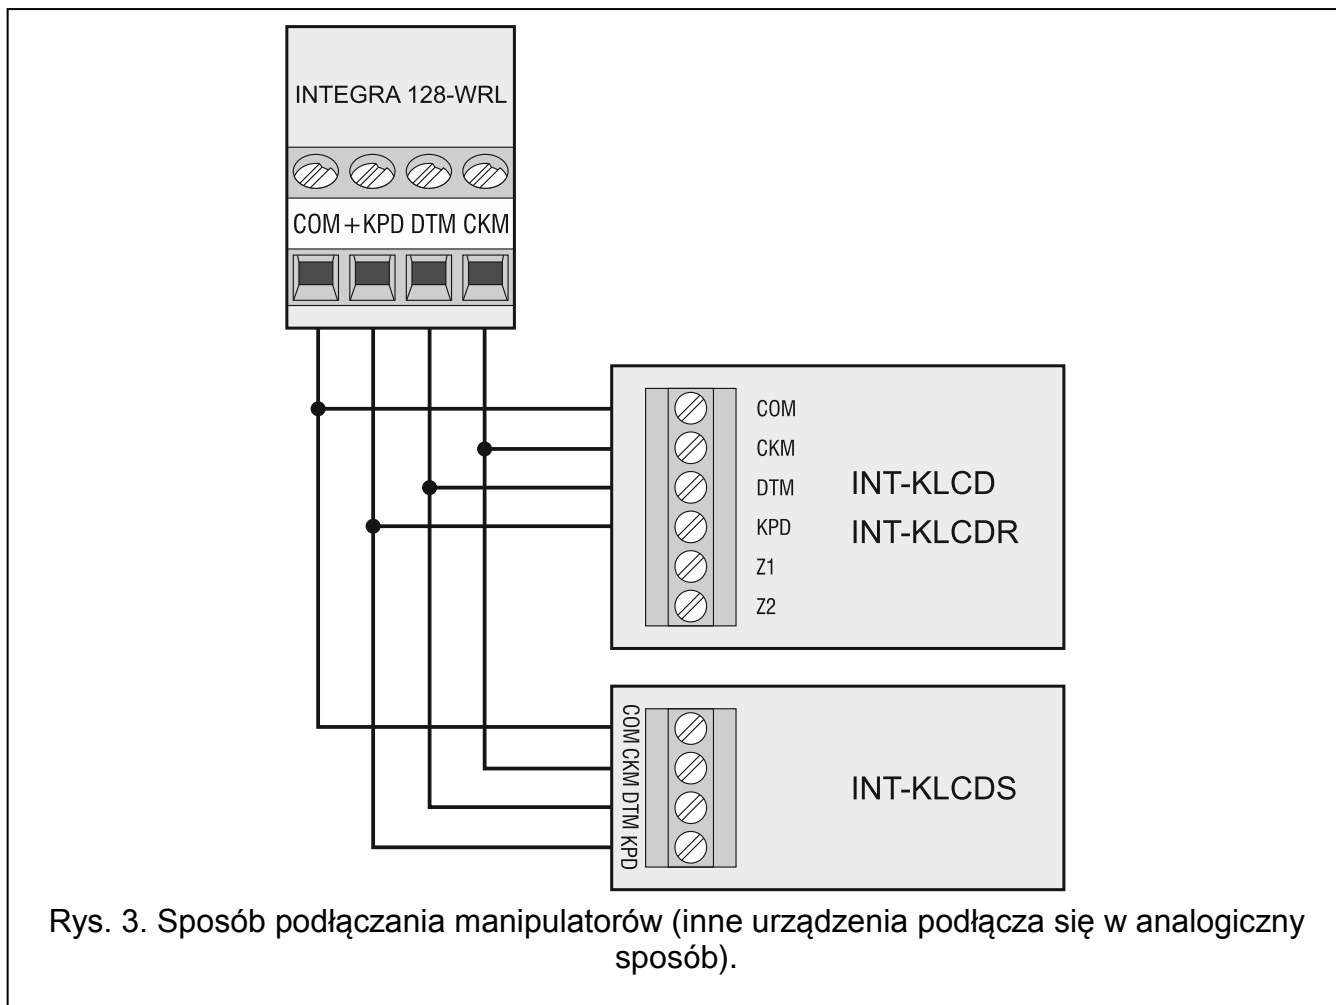 INTEGRA 128-WRL
COM +KPD DTM CKM
COM
CKM
DTM
KPD
Z1
Z2
INT-KLCD
INT-KLCDR
COM CKM DTM KPD
INT-KLCDS
Rys. 3. Sposób podłączania manipulatorów (inne urządzenia podłącza się w analogiczny
sposób).